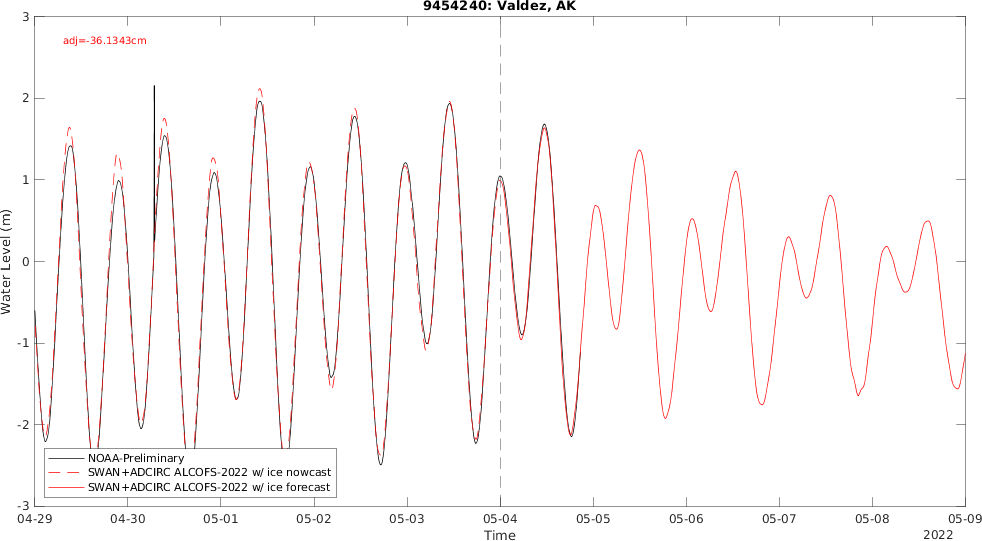 9454240: Valdez, AK
adj=-36.1343cm
3
2
1
0
-1
-2
-3
Water Level (m)
NOAA-Preliminary
SWAN+ADCIRC ALCOFS-2022 w/ ice nowcast
SWAN+ADCIRC ALCOFS-2022 w/ ice forecast
04-29 04-30 05-01 05-02 05-03 05-04 05-05 05-06 05-07 05-08 05-09
Time
2022